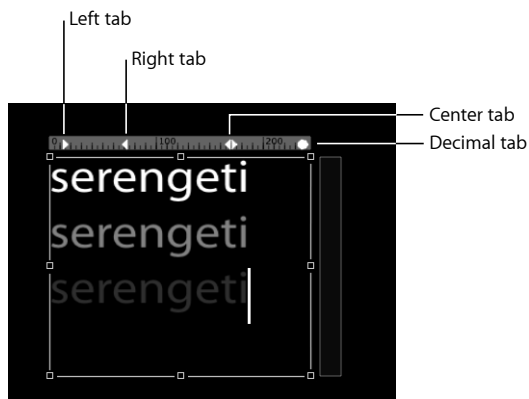 Left tab
Right tab
Center tab
Decimal tab
0 100 200
serengeti
serengeti
serengeti